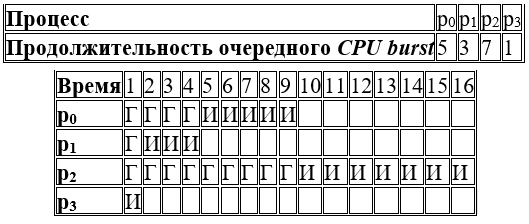 Процесс p0 p1 p2 p3
Продолжительность очередного CPU burst 5 3 7 1
Время 1 2 3 4 5 6 7 8 9 10 11 12 13 14 15 16
p0 Г Г Г Г И И И И И
p1 Г И И И
p2 Г Г Г Г Г Г Г Г Г И И И И И И И
p3 И